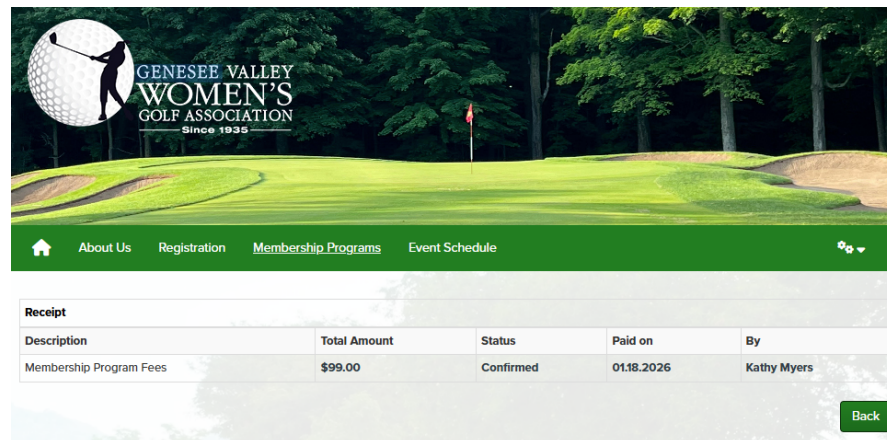 GENESEE VALLEY
WOMEN'S
GOLF ASSOCIATION
Since 1935
About Us Registration Membership Programs Event Schedule
Receipt
Description Total Amount Status Paid on By
Membership Program Fees $99.00 Confirmed 01.18.2026 Kathy Myers
Back